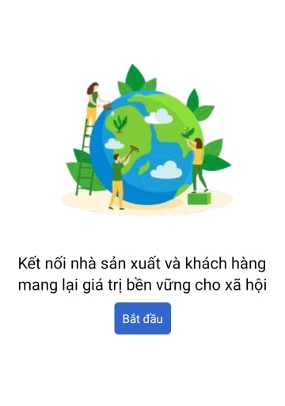 Kết nối nhà sản xuất và khách hàng
mang lại giá trị bền vững cho xã hội
Bắt đầu